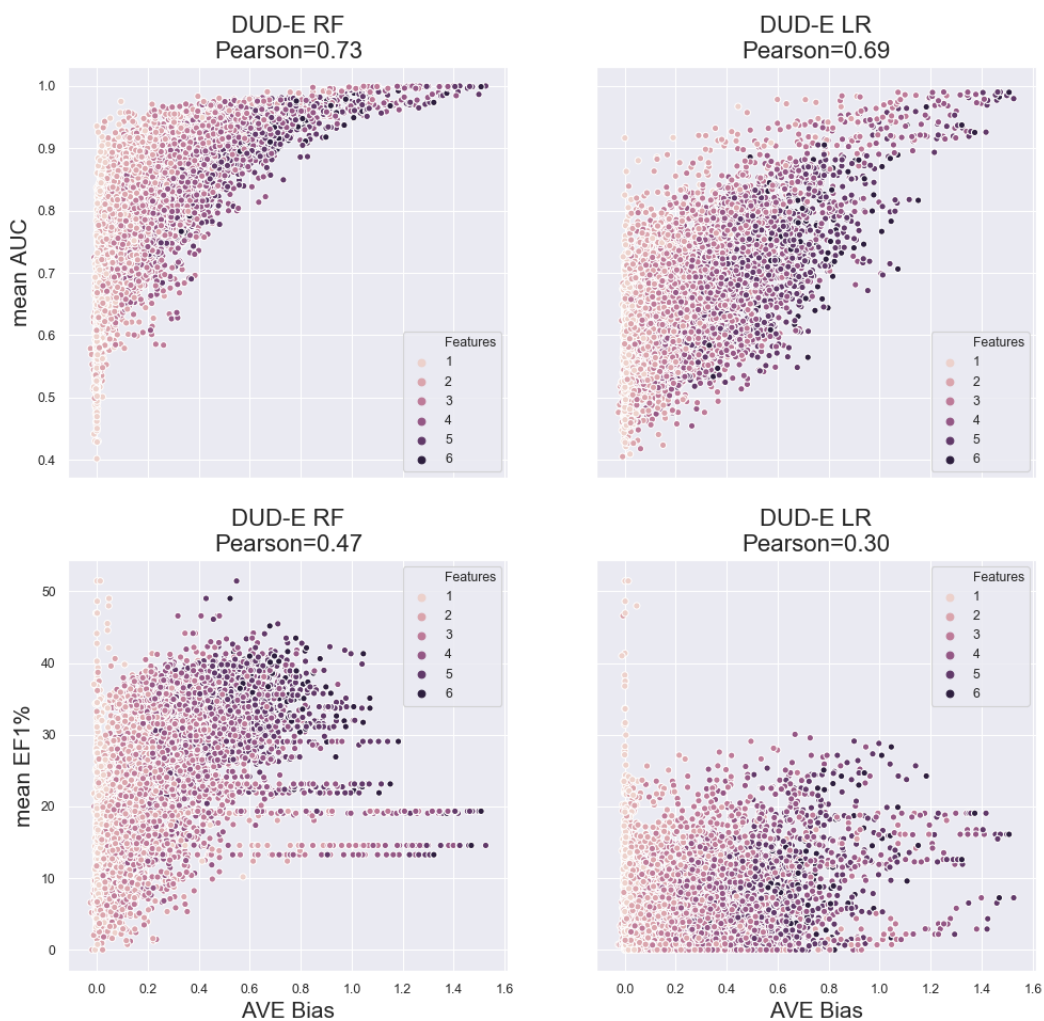 DUD-E RF
Pearson=0.73
DUD-E LR
Pearson=0.69
mean AUC
1.0
0.9
0.8
0.7
0.6
0.5
0.4
Features
1
2
3
4
5
6
Features
1
2
3
4
5
6
DUD-E RF
Pearson=0.47
DUD-E LR
Pearson=0.30
mean EF1%
50
40
30
20
10
0
Features
1
2
3
4
5
6
Features
1
2
3
4
5
6
0.0 0.2 0.4 0.6 0.8 1.0 1.2 1.4 1.6
AVE Bias
0.0 0.2 0.4 0.6 0.8 1.0 1.2 1.4 1.6
AVE Bias